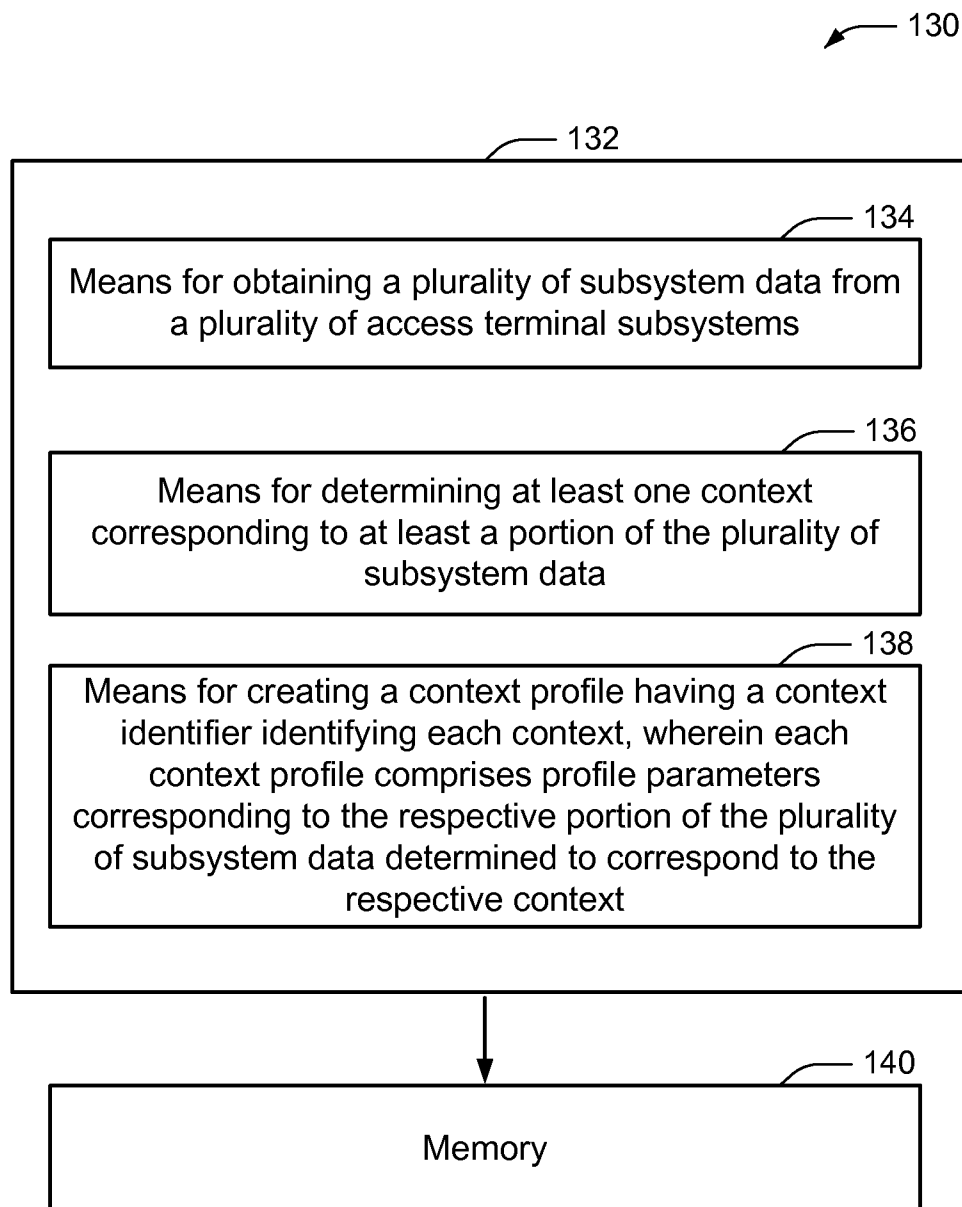 130
132
134
Means for obtaining a plurality of subsystem data from
a plurality of access terminal subsystems
136
Means for determining at least one context
corresponding to at least a portion of the plurality of
subsystem data
138
Means for creating a context profile having a context
identifier identifying each context, wherein each
context profile comprises profile parameters
corresponding to the respective portion of the plurality
of subsystem data determined to correspond to the
respective context
140
Memory